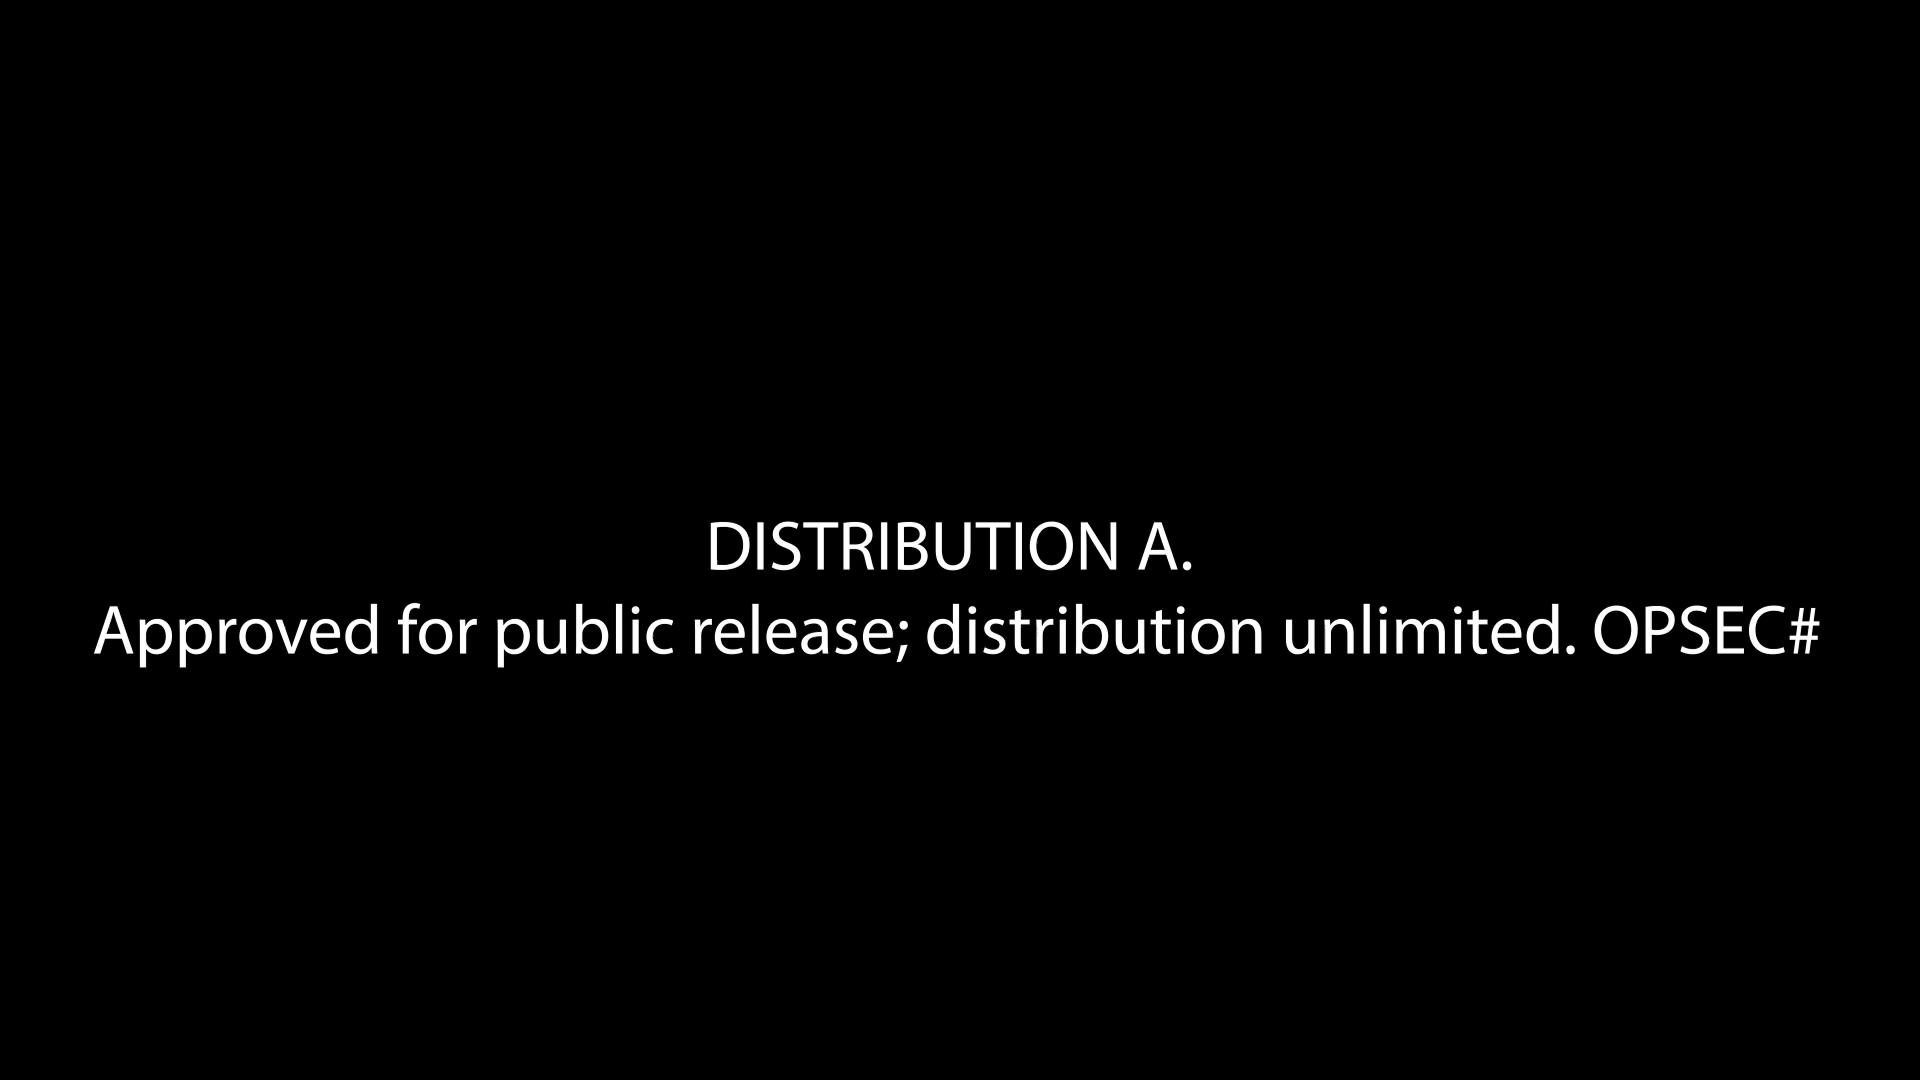 DISTRIBUTION A.
Approved for public release; distribution unlimited. OPSEC#